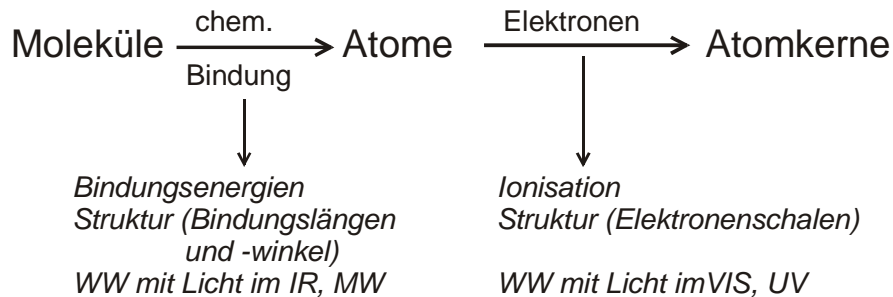 Moleküle
chem.
Bindung
Atome
Elektronen
Atomkerne
Bindungsenergien
Struktur (Bindungslängen
und -winkel)
WW mit Licht im IR, MW
Ionisation
Struktur (Elektronenschalen)
WW mit Licht imVIS, UV